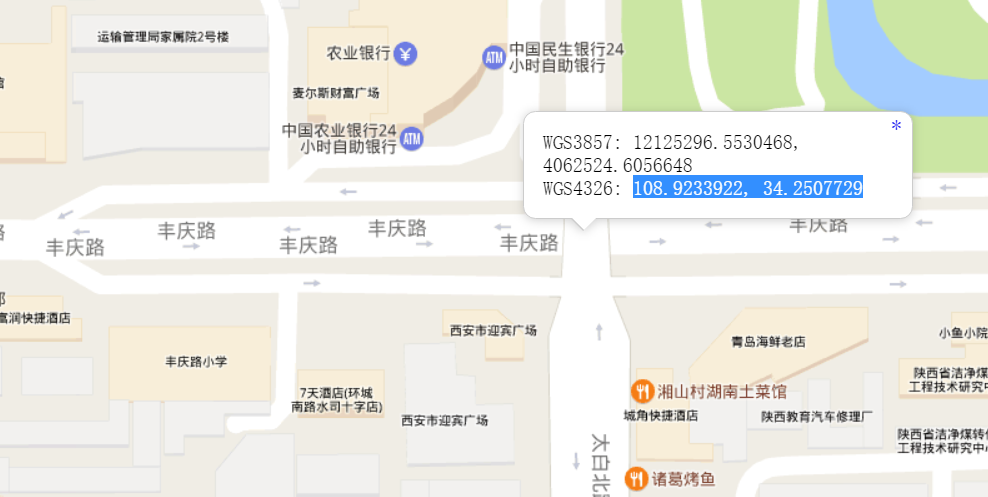 运输管理局家属院2号楼
农业银行
¥
ATM
中国民生银行24
小时自助银行
麦尔斯财富广场
中国农业银行24
小时自助银行
ATM
*
WGS3857: 12125296.5530468,
4062524.6056648
WGS4326: 108.9233922, 34.2507729
丰庆路
丰庆路
丰庆路
丰庆路
丰庆路
丰庆路
富润快捷酒店
西安市迎宾广场
青岛海鲜老店
小鱼小院
丰庆路小学
7天酒店(环城
南路水司十字店)
西安市迎宾广场
湘山村湖南土菜馆
城角快捷酒店
陕西教育汽车修理厂
陕西省洁净煤
工程技术研究中
陕西省洁净煤转
工程技术研究中心
太白北路
诸葛烤鱼